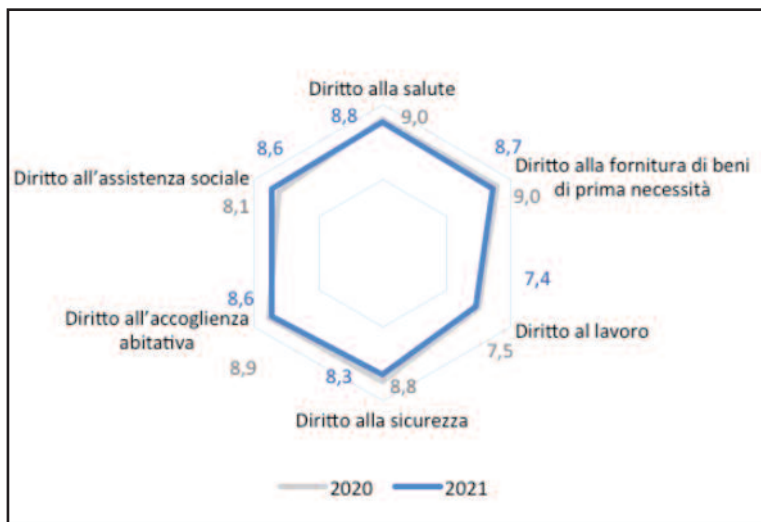 Diritto alla salute
8,8
9,0
8,6
8,7
Diritto all'assistenza sociale
8,1
Diritto alla fornitura di beni
di prima necessità
9,0
7,4
8,6
Diritto all'accoglienza
abitativa
8,9
Diritto al lavoro
7,5
8,3
8,8
Diritto alla sicurezza
2020
2021